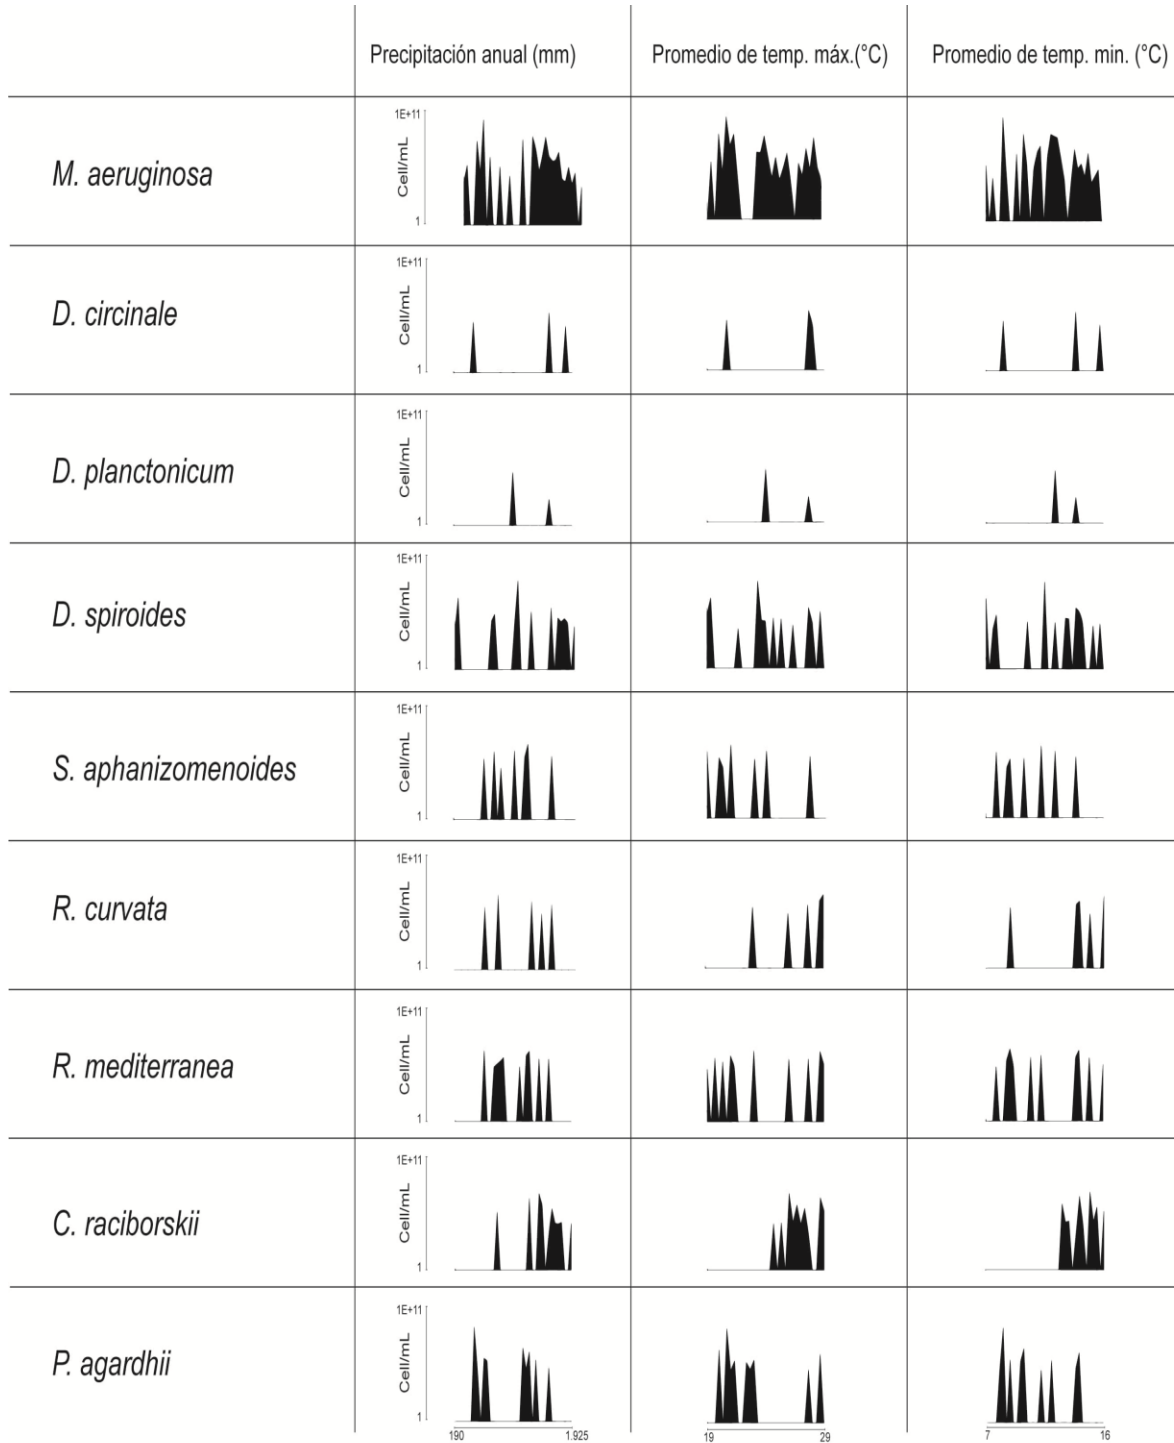 Precipitación anual (mm) Promedio de temp. máx.(°C) Promedio de temp. min. (°C)
M. aeruginosa 1E+11 Cell/mL 1
D. circinale 1E+11 Cell/mL 1
D. planctonicum 1E+11 Cell/mL 1
D. spiroides 1E+11 Cell/mL 1
S. aphanizomenoides 1E+11 Cell/mL 1
R. curvata 1E+11 Cell/mL 1
R. mediterranea 1E+11 Cell/mL 1
C. raciborskii 1E+11 Cell/mL 1
P. agardhii 1E+11 Cell/mL 1
190 1.925 19 29 7 16